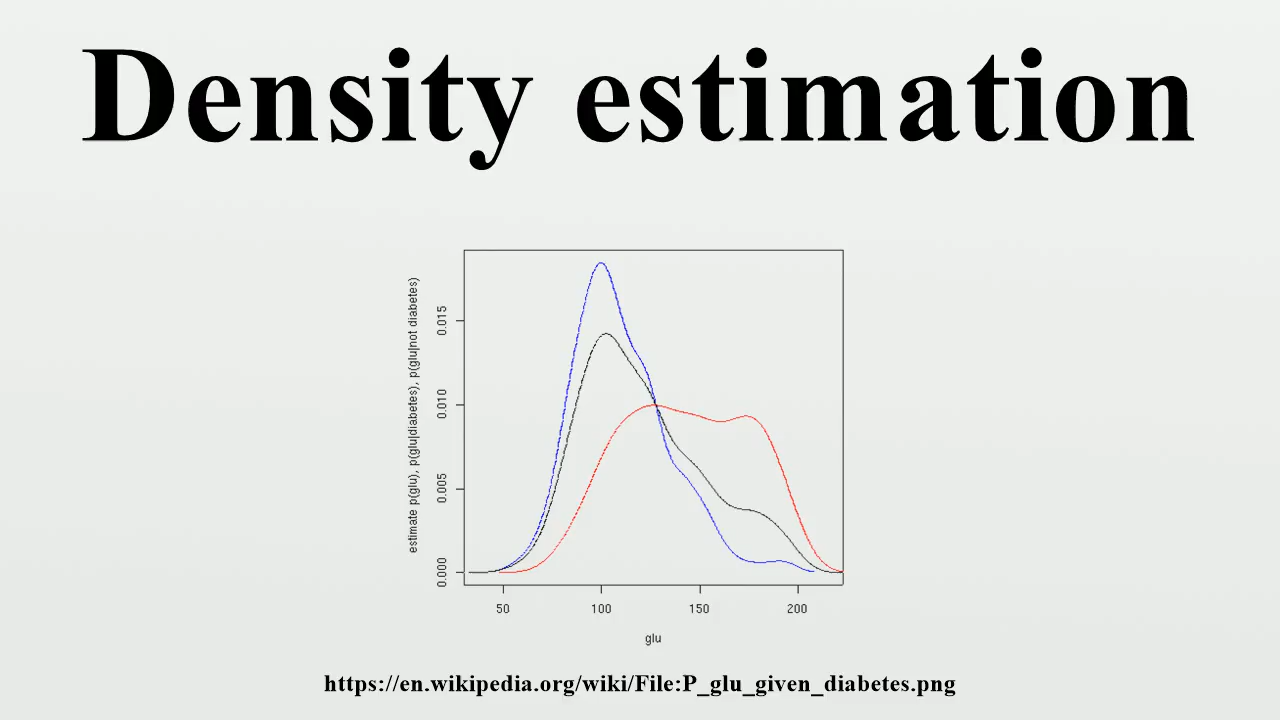 Density estimation
estimate p(glu), p(glu|diabetes), p(glu|not diabetes)
0.015
0.010
0.005
0.000
50 100 150 200
glu
https://en.wikipedia.org/wiki/File:P_glu_given_diabetes.png